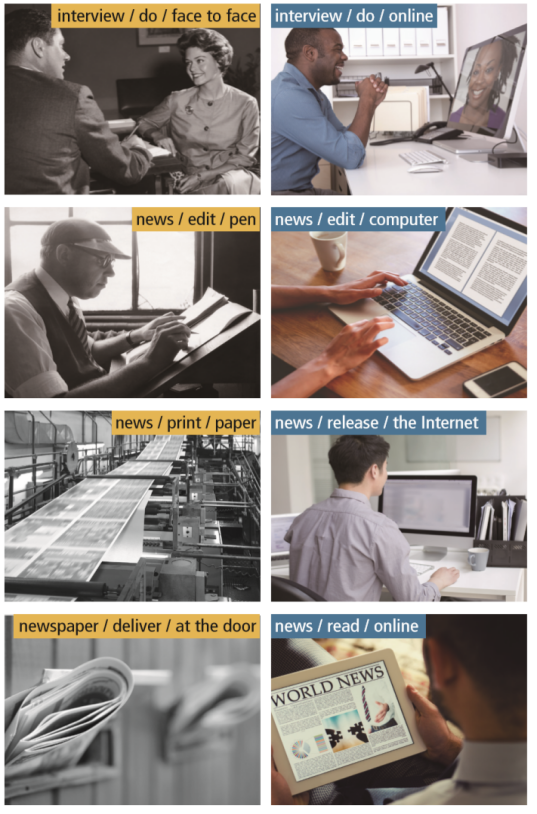 interview / do / face to face
interview / do / online
news / edit / pen
news / edit / computer
news / print / paper
news / release / the Internet
newspaper / deliver / at the door
news / read / online
WORLD NEWS